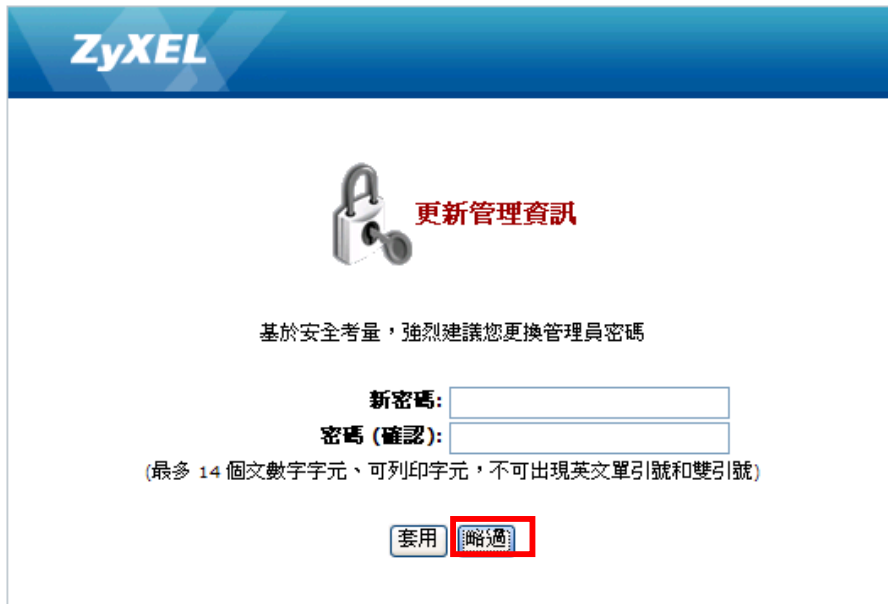 ZyXEL
更新管理資訊
基於安全考量，強烈建議您更換管理員密碼
新密碼:
密碼 (確認):
(最多 14 個文數字字元、可列印字元，不可出現英文單引號和雙引號)
套用 略過